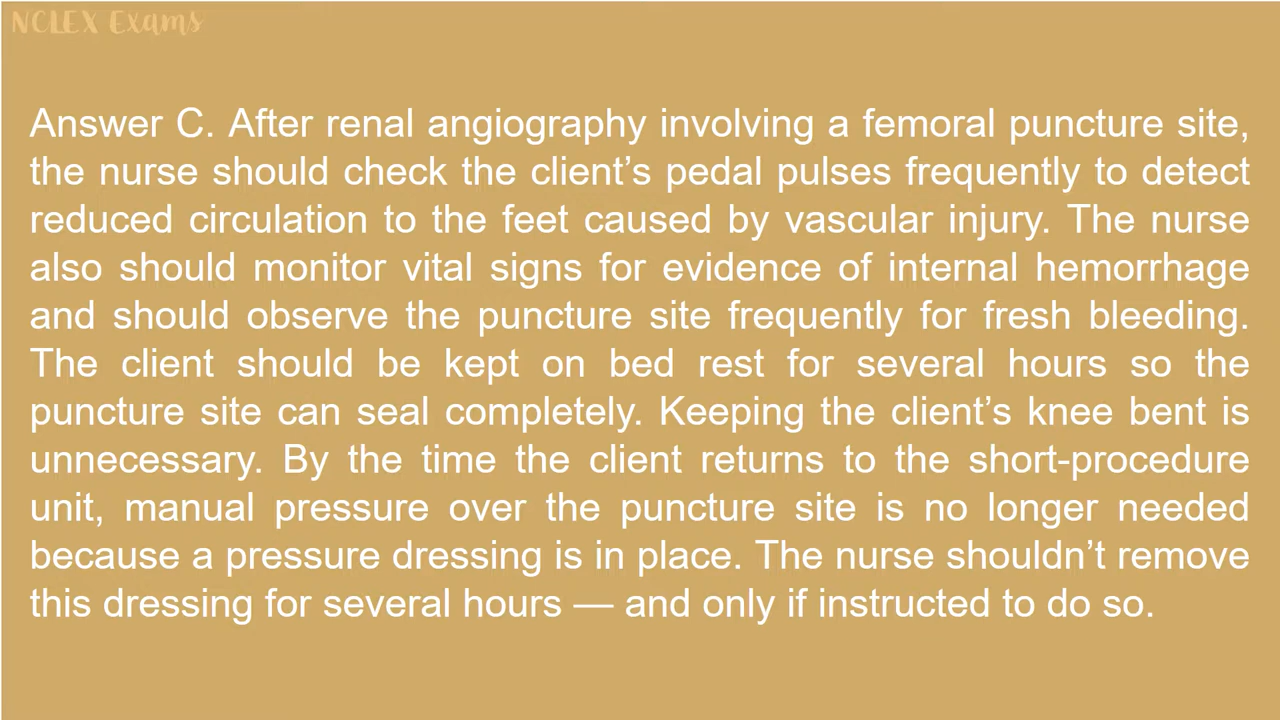 NCLEX Exams
Answer C. After renal angiography involving a femoral puncture site,
the nurse should check the client’s pedal pulses frequently to detect
reduced circulation to the feet caused by vascular injury. The nurse
also should monitor vital signs for evidence of internal hemorrhage
and should observe the puncture site frequently for fresh bleeding.
The client should be kept on bed rest for several hours so the
puncture site can seal completely. Keeping the client’s knee bent is
unnecessary. By the time the client returns to the short-procedure
unit, manual pressure over the puncture site is no longer needed
because a pressure dressing is in place. The nurse shouldn’t remove
this dressing for several hours — and only if instructed to do so.